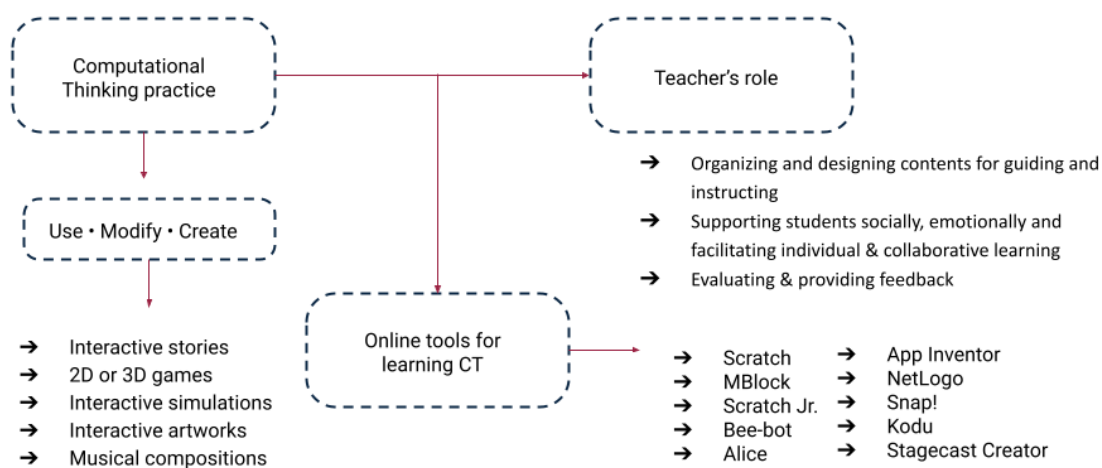 Computational
Thinking practice
Teacher's role
➔ Organizing and designing contents for guiding and
instructing
➔ Supporting students socially, emotionally and
facilitating individual & collaborative learning
➔ Evaluating & providing feedback
Use • Modify • Create
➔ Interactive stories
➔ 2D or 3D games
➔ Interactive simulations
➔ Interactive artworks
➔ Musical compositions
Online tools for
learning CT
➔ Scratch
➔ MBlock
➔ Scratch Jr.
➔ Bee-bot
➔ Alice
➔ App Inventor
➔ NetLogo
➔ Snap!
➔ Kodu
➔ Stagecast Creator